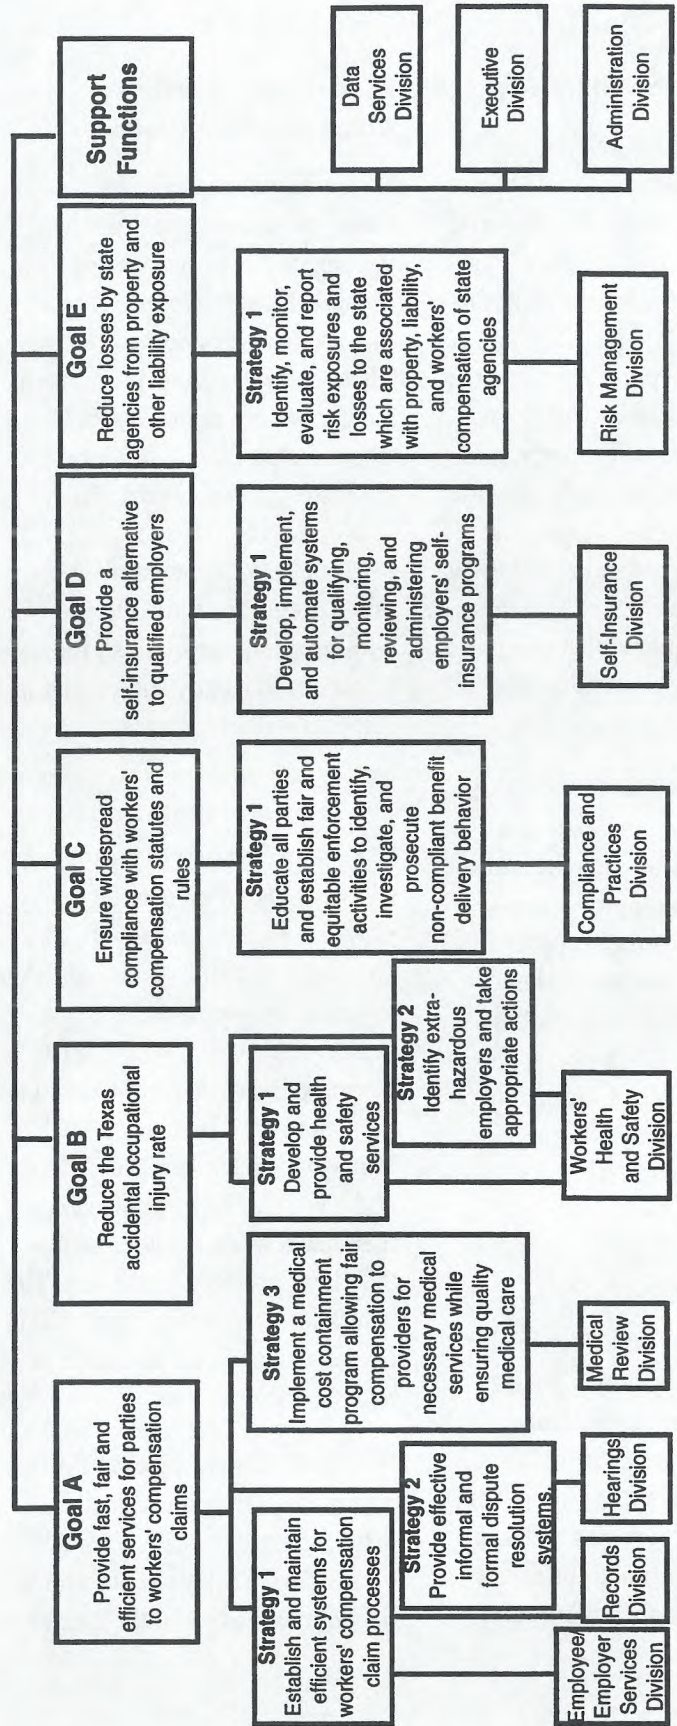 Goal A
Provide fast, fair and
efficient services for parties
to workers' compensation
claims
Strategy 1
Establish and maintain
efficient systems for
workers' compensation
claim processes
Employee/
Employer
Services
Division
Records
Division
Strategy 2
Provide effective
informal and
formal dispute
resolution
systems.
Hearings
Division
Strategy 3
Implement a medical
cost containment
program allowing fair
compensation to
providers for
necessary medical
services while
ensuring quality
medical care
Medical
Review
Division
Goal B
Reduce the Texas
accidental occupational
injury rate
Strategy 1
Develop and
provide health
and safety
services
Strategy 2
Identify extra-
hazardous
employers and take
appropriate actions
Workers'
Health
and Safety
Division
Goal C
Ensure widespread
compliance with workers'
compensation statutes and
rules
Strategy 1
Educate all parties
and establish fair and
equitable enforcement
activities to identify,
investigate, and
prosecute
non-compliant benefit
delivery behavior
Compliance and
Practices
Division
Goal D
Provide a
self-insurance alternative
to qualified employers
Strategy 1
Develop, implement,
and automate systems
for qualifying,
monitoring,
reviewing, and
administering
employers' self-
insurance programs
Self-Insurance
Division
Goal E
Reduce losses by state
agencies from property and
other liability exposure
Strategy 1
Identify, monitor,
evaluate, and report
risk exposures and
losses to the state
which are associated
with property, liability,
and workers'
compensation of state
agencies
Risk Management
Division
Support
Functions
Data
Services
Division
Executive
Division
Administration
Division